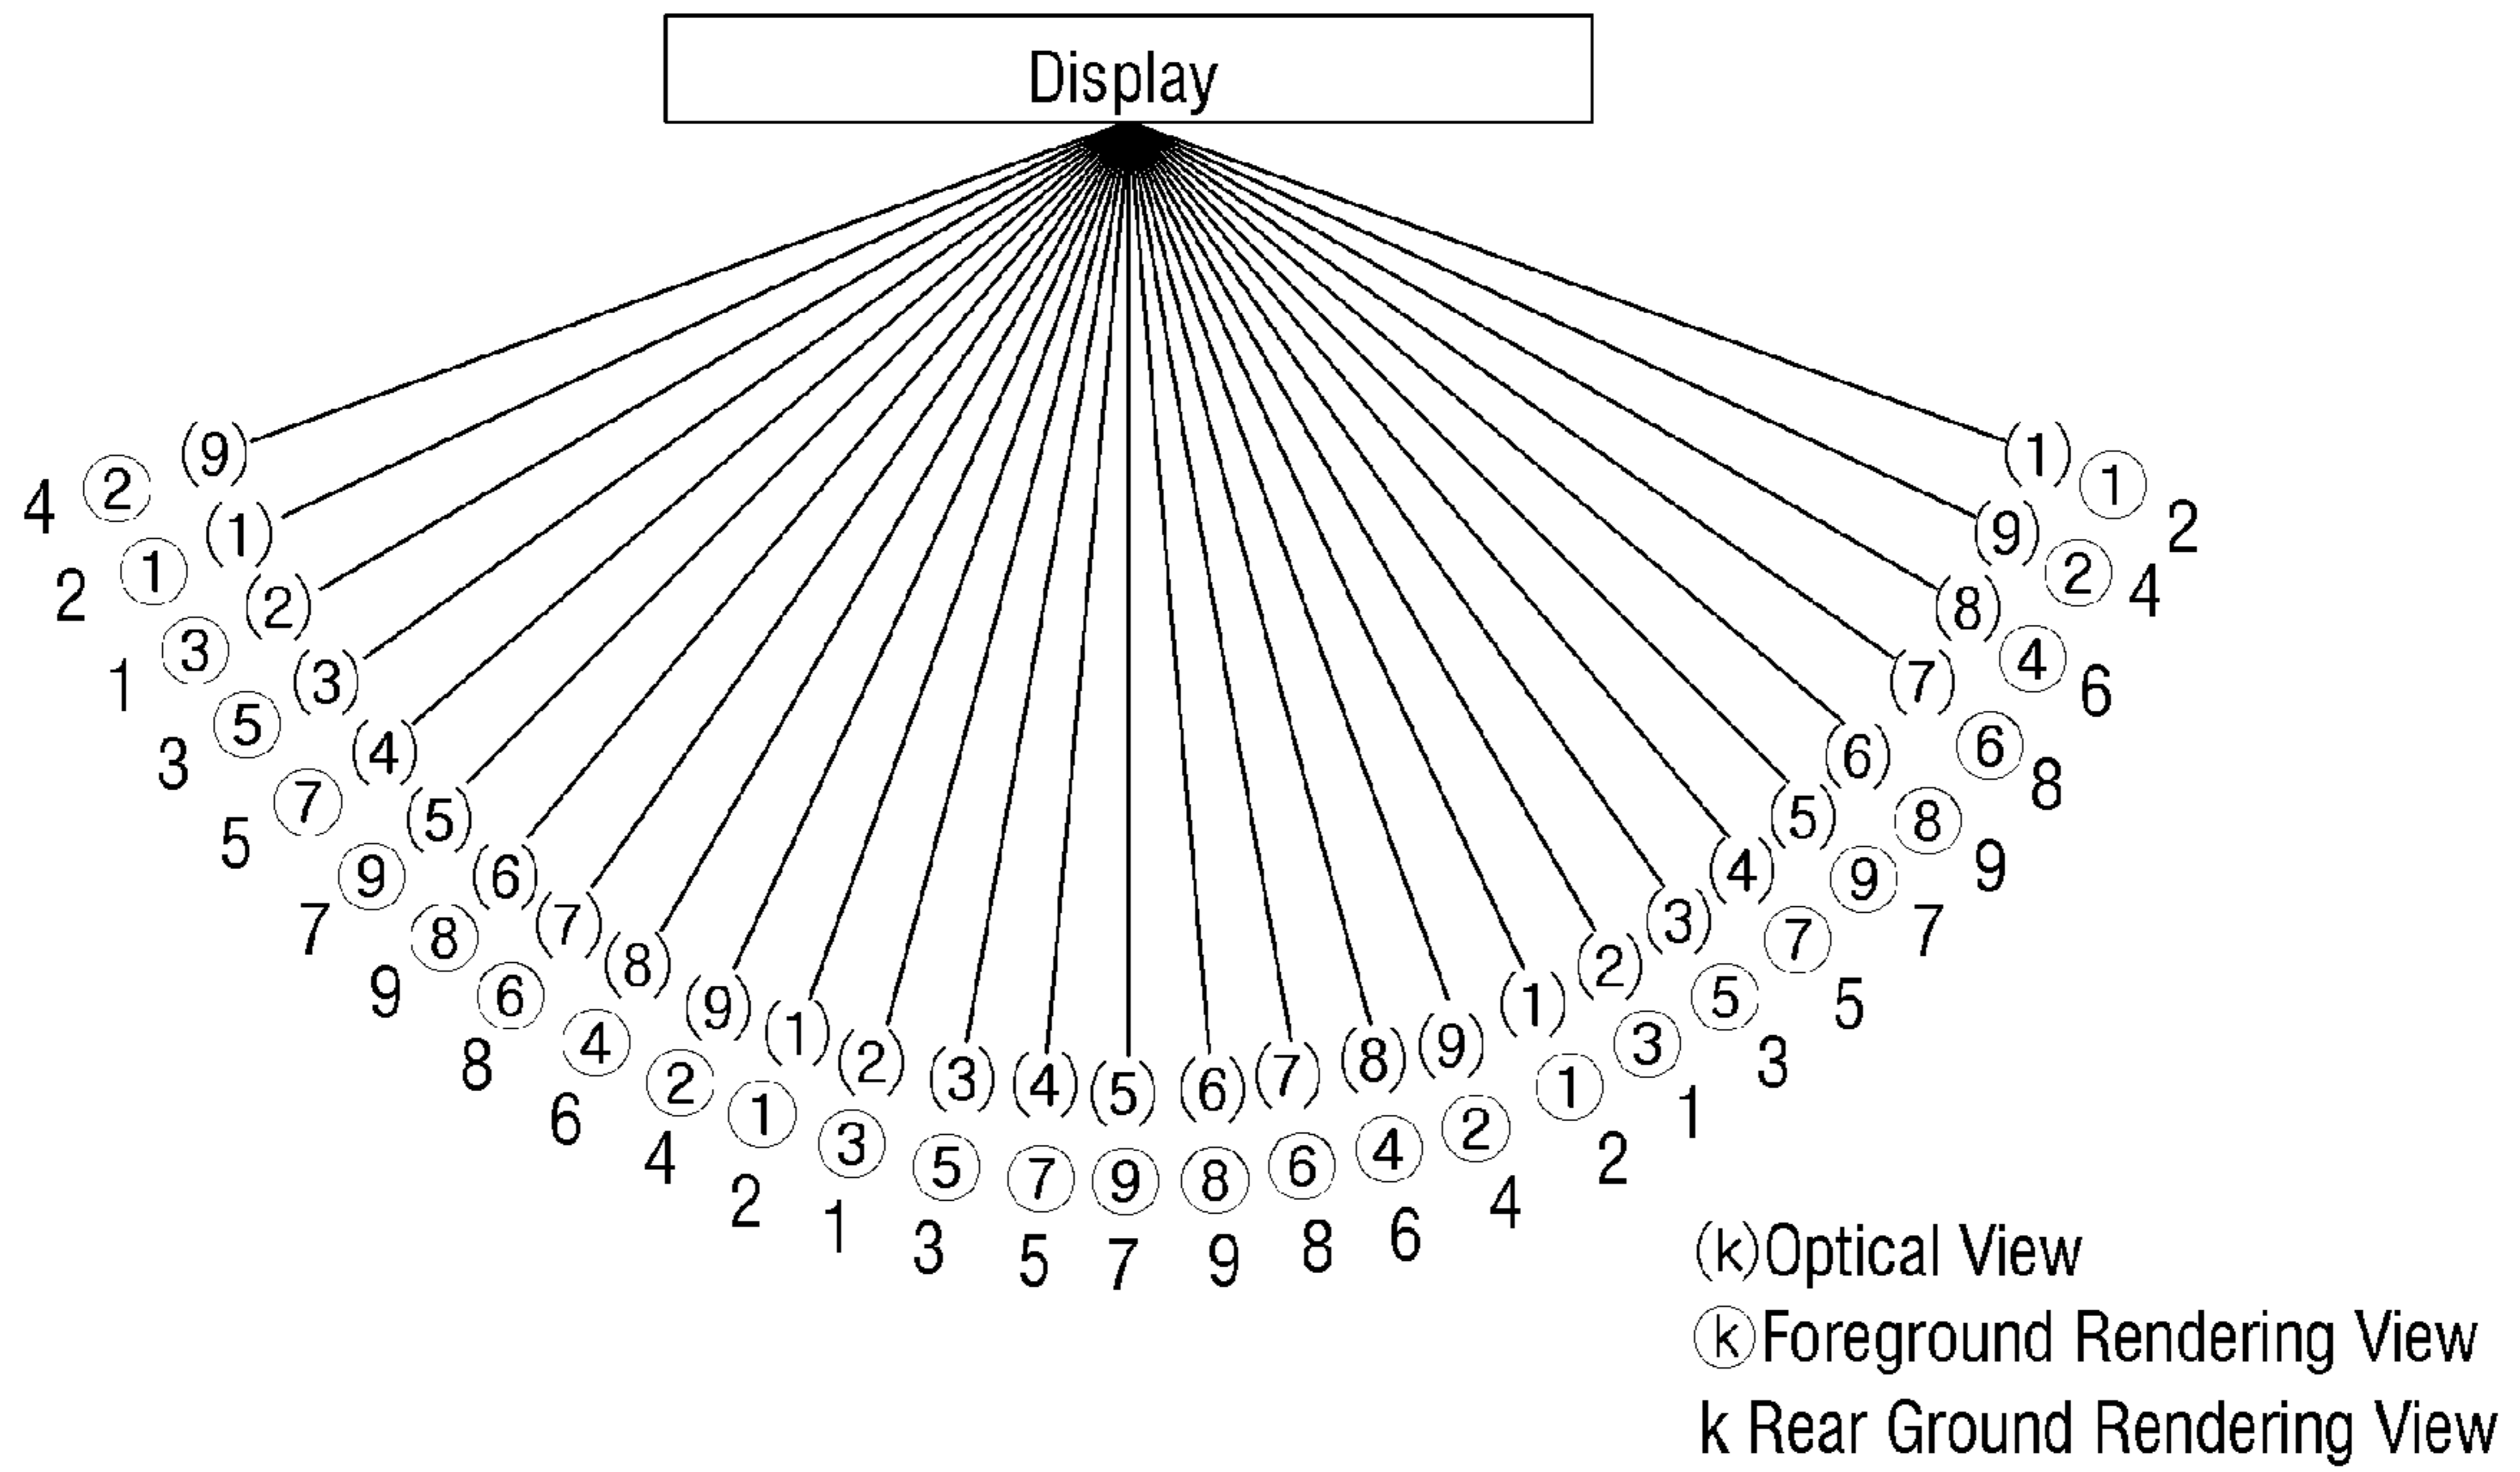 Display
(9) (1) (2) (3) (4) (5) (6) (7) (8) (9) (1) (2) (3) (4) (5) (6) (7) (8) (9) (1) (2) (3) (4) (5) (6) (7) (8) (9) (1)
② ① ③ ⑤ ⑦ ⑨ ⑧ ⑥ ④ ② ① ③ ⑤ ⑦ ⑨ ⑧ ⑥ ④ ② ① ③ ⑤ ⑦ ⑨ ⑧ ⑥ ④ ② ①
4 2 1 3 5 7 9 8 6 4 2 1 3 5 7 9 8 6 4 2 1 3 5 7 9 8 6 4 2
(k) Optical View
ⓚ Foreground Rendering View
k Rear Ground Rendering View